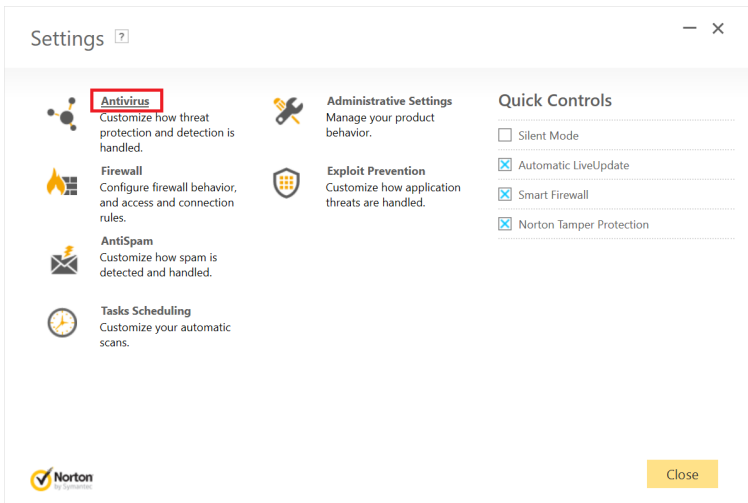 Settings ?
Antivirus
Customize how threat
protection and detection is
handled.
Firewall
Configure firewall behavior,
and access and connection
rules.
AntiSpam
Customize how spam is
detected and handled.
Tasks Scheduling
Customize your automatic
scans.
Administrative Settings
Manage your product
behavior.
Exploit Prevention
Customize how application
threats are handled.
Quick Controls
Silent Mode
Automatic LiveUpdate
Smart Firewall
Norton Tamper Protection
Norton
by Symantec
Close